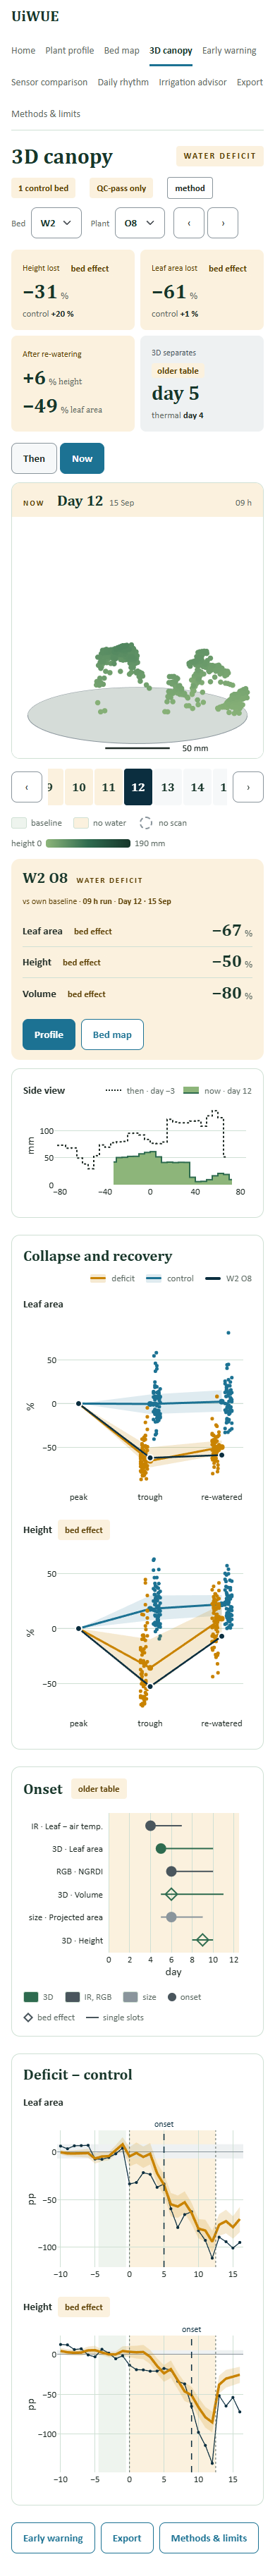 UiWUE
Home Plant profile Bed map 3D canopy Early warning
Sensor comparison Daily rhythm Irrigation advisor Export
Methods & limits
3D canopy WATER DEFICIT
1 control bed QC-pass only method
Bed W2 Plant O8 ‹ ›
Height lost bed effect
−31 %
control +20 %
Leaf area lost bed effect
−61 %
control +1 %
After re-watering
+6 % height
−49 % leaf area
3D separates
older table
day 5
thermal day 4
Then Now
NOW Day 12 15 Sep 09 h
50 mm
‹ 9 10 11 12 13 14 1 ›
baseline no water no scan
height 0 190 mm
W2 O8 WATER DEFICIT
vs own baseline · 09 h run · Day 12 · 15 Sep
Leaf area bed effect −67 %
Height bed effect −50 %
Volume bed effect −80 %
Profile Bed map
Side view then · day −3 now · day 12
100
50
0
mm
−80 −40 0 40 80
Collapse and recovery
deficit control W2 O8
Leaf area
50
0
−50
%
peak trough re-watered
Height bed effect
50
0
−50
%
peak trough re-watered
Onset older table
IR · Leaf − air temp.
3D · Leaf area
RGB · NGRDI
3D · Volume
size · Projected area
3D · Height
0 2 4 6 8 10 12
day
3D IR, RGB size onset
bed effect single slots
Deficit − control
Leaf area
onset
0
−50
−100
pp
−10 −5 0 5 10 15
Height bed effect
onset
0
−50
−100
pp
−10 −5 0 5 10 15
Early warning Export Methods & limits